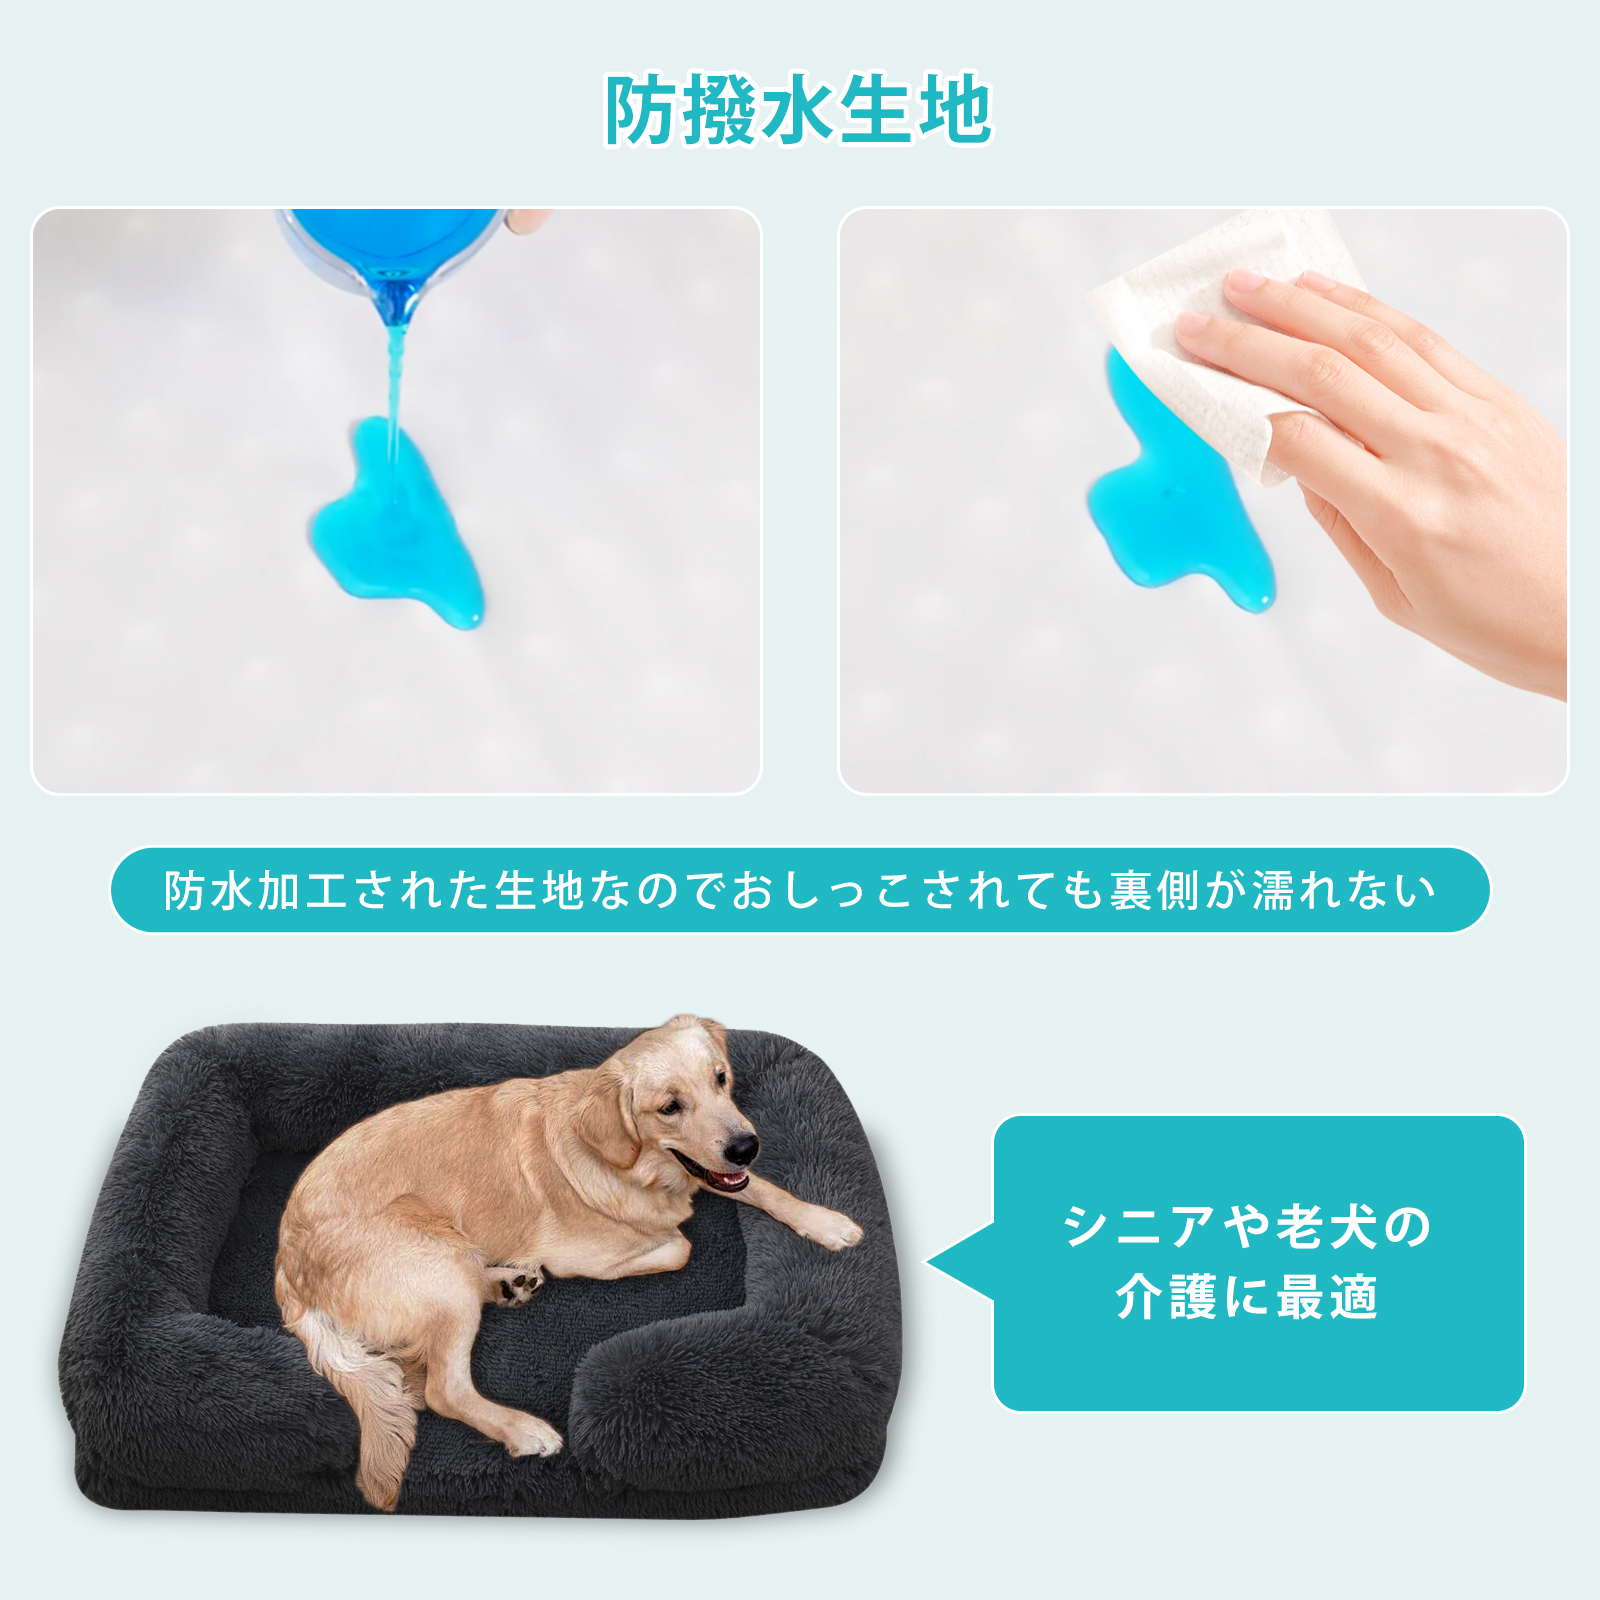 防撥水生地
防水加工された生地なのでおしっこされても裏側が濡れない
シニアや老犬の
介護に最適